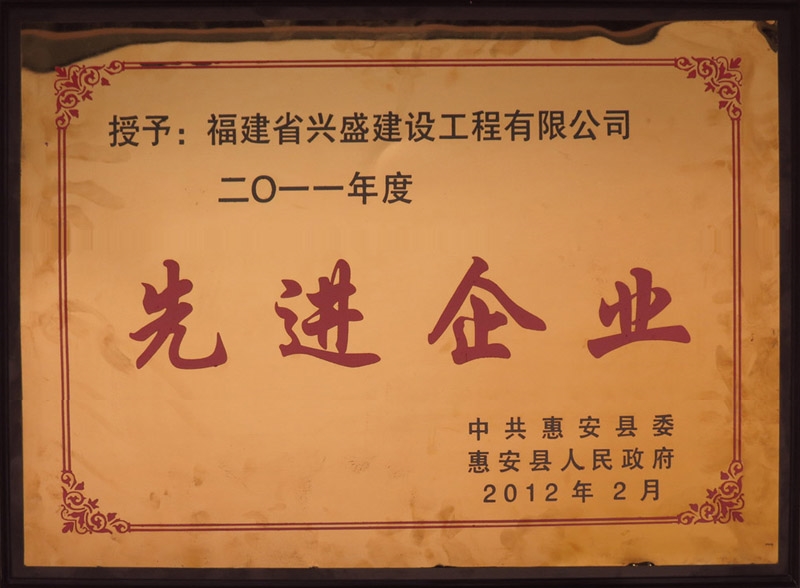 授予：福建省兴盛建设工程有限公司
二〇一一年度
先进企业
中共惠安县委
惠安县人民政府
2012年2月